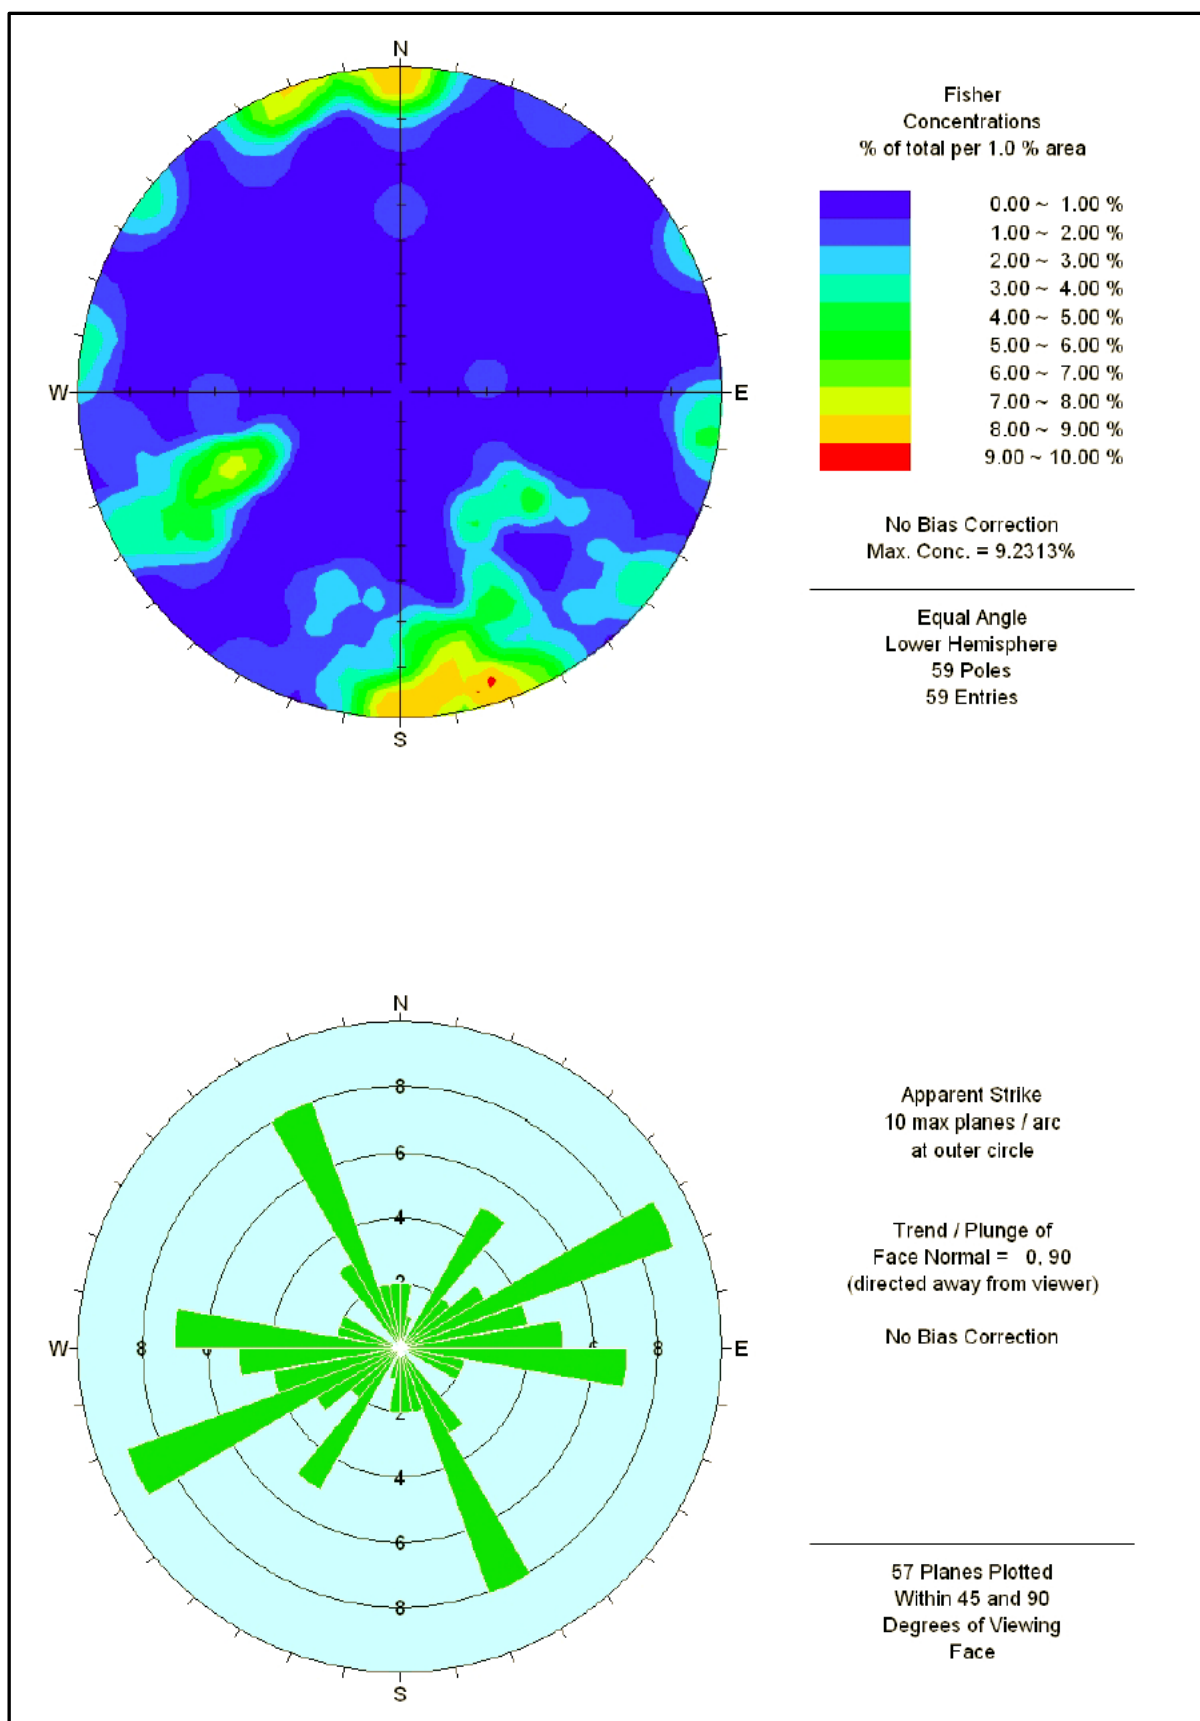 N
W
E
S
Fisher
Concentrations
% of total per 1.0 % area
0.00 ~ 1.00 %
1.00 ~ 2.00 %
2.00 ~ 3.00 %
3.00 ~ 4.00 %
4.00 ~ 5.00 %
5.00 ~ 6.00 %
6.00 ~ 7.00 %
7.00 ~ 8.00 %
8.00 ~ 9.00 %
9.00 ~ 10.00 %
No Bias Correction
Max. Conc. = 9.2313%
Equal Angle
Lower Hemisphere
59 Poles
59 Entries
N
8
6
4
2
W
8
6
6
8
E
2
4
6
8
S
Apparent Strike
10 max planes / arc
at outer circle
Trend / Plunge of
Face Normal = 0, 90
(directed away from viewer)
No Bias Correction
57 Planes Plotted
Within 45 and 90
Degrees of Viewing
Face